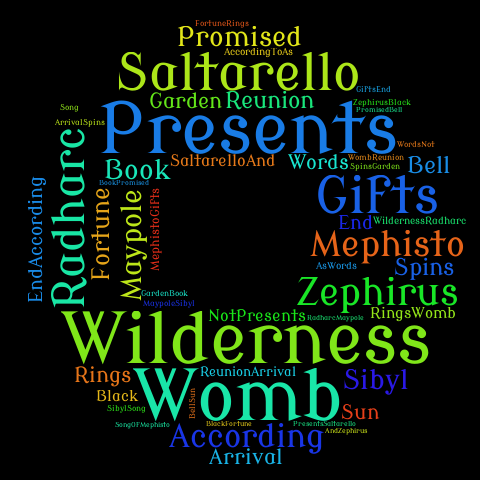 FortuneRings
Promised
AccordingToAs
Saltarello
GiftsEnd
Garden Reunion
ZephirusBlack
Song
PromisedBell
ArrivalSpins
Presents
WordsNot
SaltarelloAnd
Words
WombReunion
Bell
SpinsGarden
Radharc
Book
BookPromised
Gifts
EndAccording
Fortune
Maypole
MephistoGifts
End
WildernessRadharc
Mephisto
AsWords
Spins
GardenBook
Zephirus
MaypoleSibyl
NotPresents
RadharcMaypole
RingsWomb
Wilderness
Rings
ReunionArrival
Womb
Sibyl
Black
BellSun
SibylSong
Sun
SongOfMephisto
BlackFortune
PresentsSaltarello
AndZephirus
According
Arrival